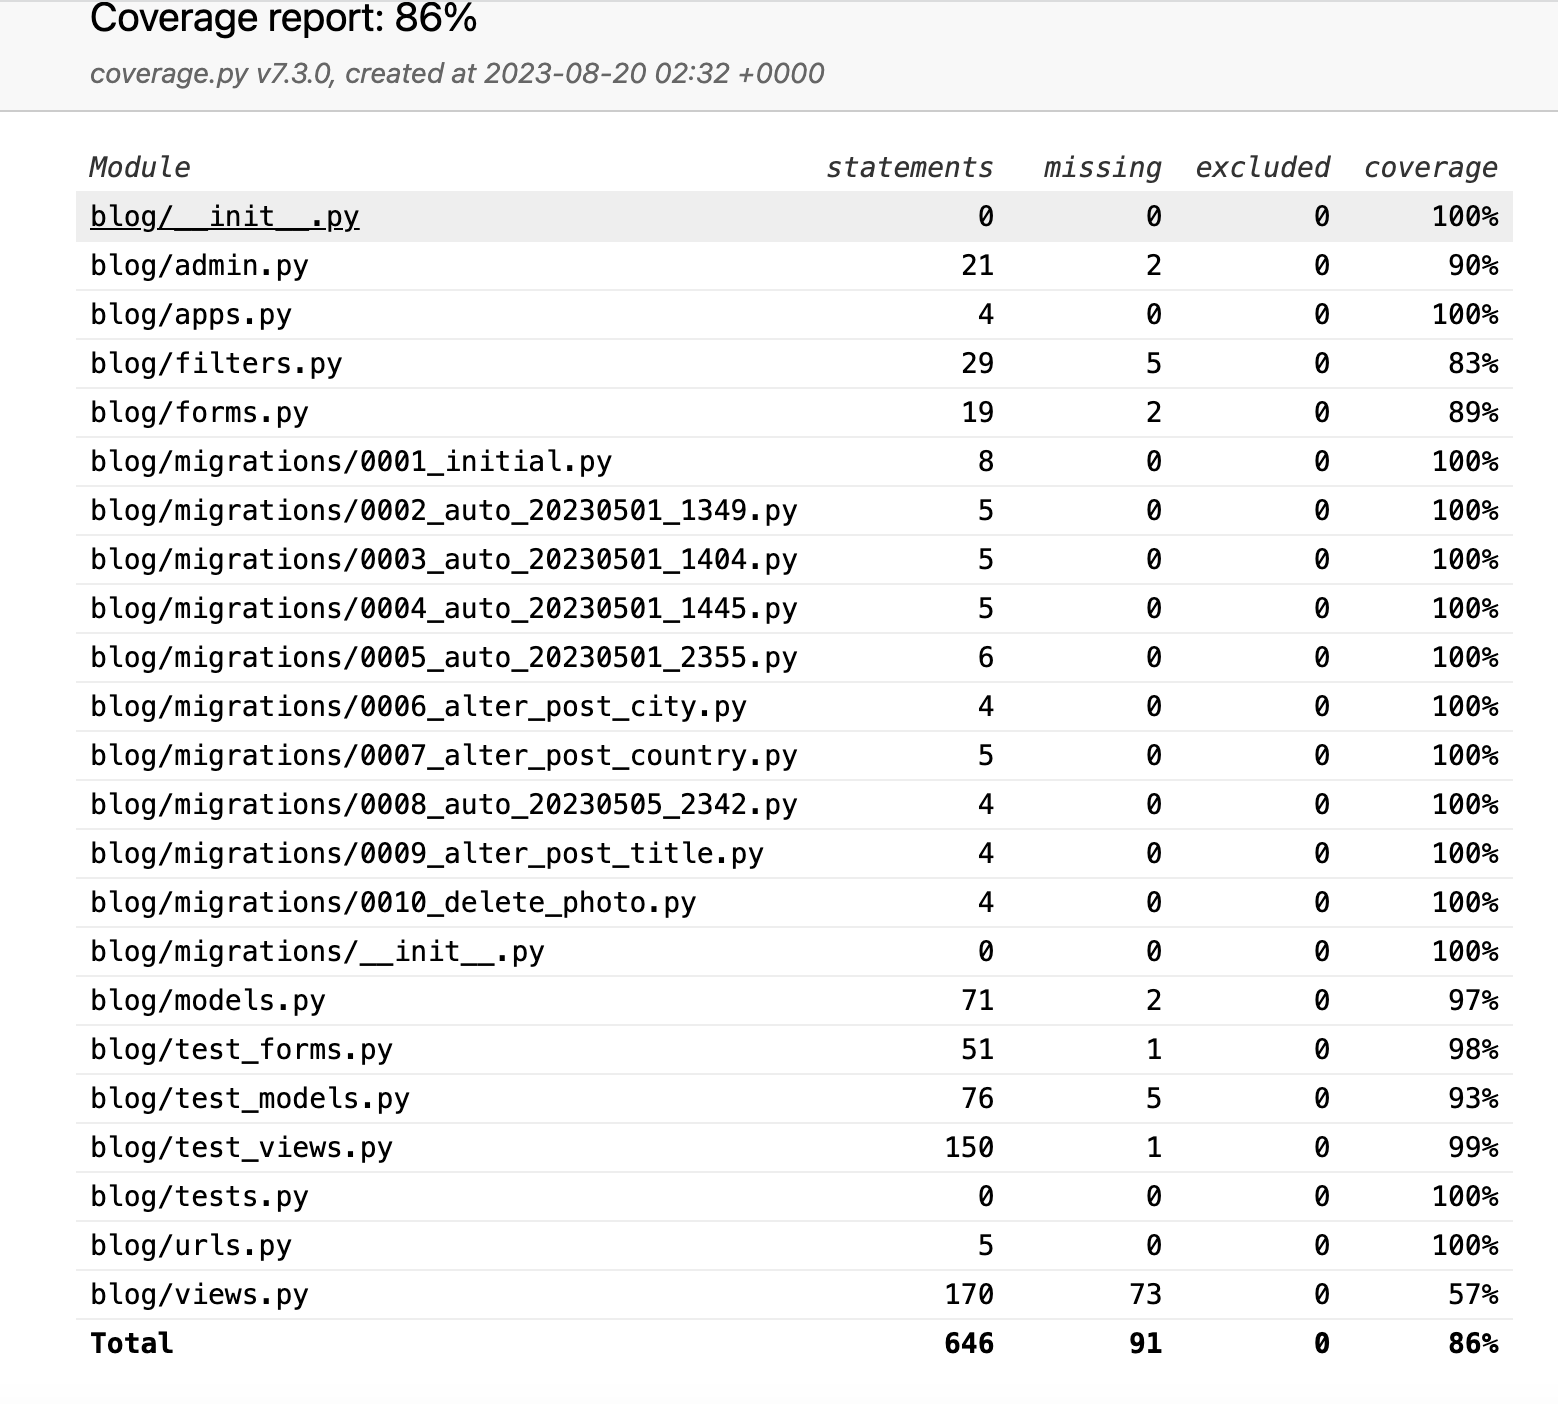 Coverage report: 86%
coverage.py v7.3.0, created at 2023-08-20 02:32 +0000
Module statements missing excluded coverage
blog/__init__.py 0 0 0 100%
blog/admin.py 21 2 0 90%
blog/apps.py 4 0 0 100%
blog/filters.py 29 5 0 83%
blog/forms.py 19 2 0 89%
blog/migrations/0001_initial.py 8 0 0 100%
blog/migrations/0002_auto_20230501_1349.py 5 0 0 100%
blog/migrations/0003_auto_20230501_1404.py 5 0 0 100%
blog/migrations/0004_auto_20230501_1445.py 5 0 0 100%
blog/migrations/0005_auto_20230501_2355.py 6 0 0 100%
blog/migrations/0006_alter_post_city.py 4 0 0 100%
blog/migrations/0007_alter_post_country.py 5 0 0 100%
blog/migrations/0008_auto_20230505_2342.py 4 0 0 100%
blog/migrations/0009_alter_post_title.py 4 0 0 100%
blog/migrations/0010_delete_photo.py 4 0 0 100%
blog/migrations/__init__.py 0 0 0 100%
blog/models.py 71 2 0 97%
blog/test_forms.py 51 1 0 98%
blog/test_models.py 76 5 0 93%
blog/test_views.py 150 1 0 99%
blog/tests.py 0 0 0 100%
blog/urls.py 5 0 0 100%
blog/views.py 170 73 0 57%
Total 646 91 0 86%